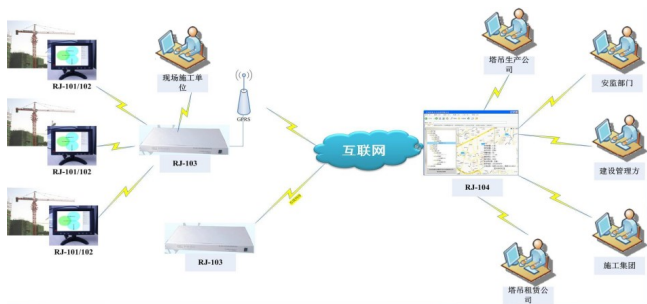 RJ-101/102
RJ-101/102
RJ-101/102
现场施工单
位
GPRS
RJ-103
RJ-103
互联网
RJ-104
塔吊生产公
司
安监部门
建设管理方
施工集团
塔吊租赁公
司